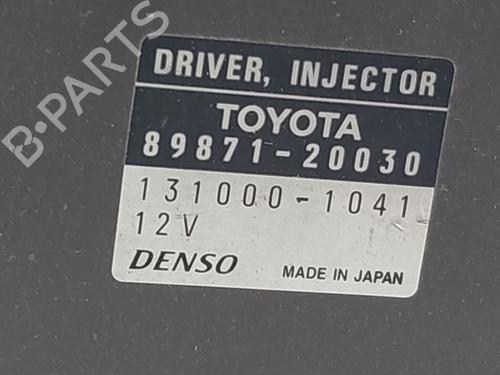 B·PARTS
DRIVER, INJECTOR
TOYOTA
89871-20030
131000-1041
12V
DENSO
MADE IN JAPAN